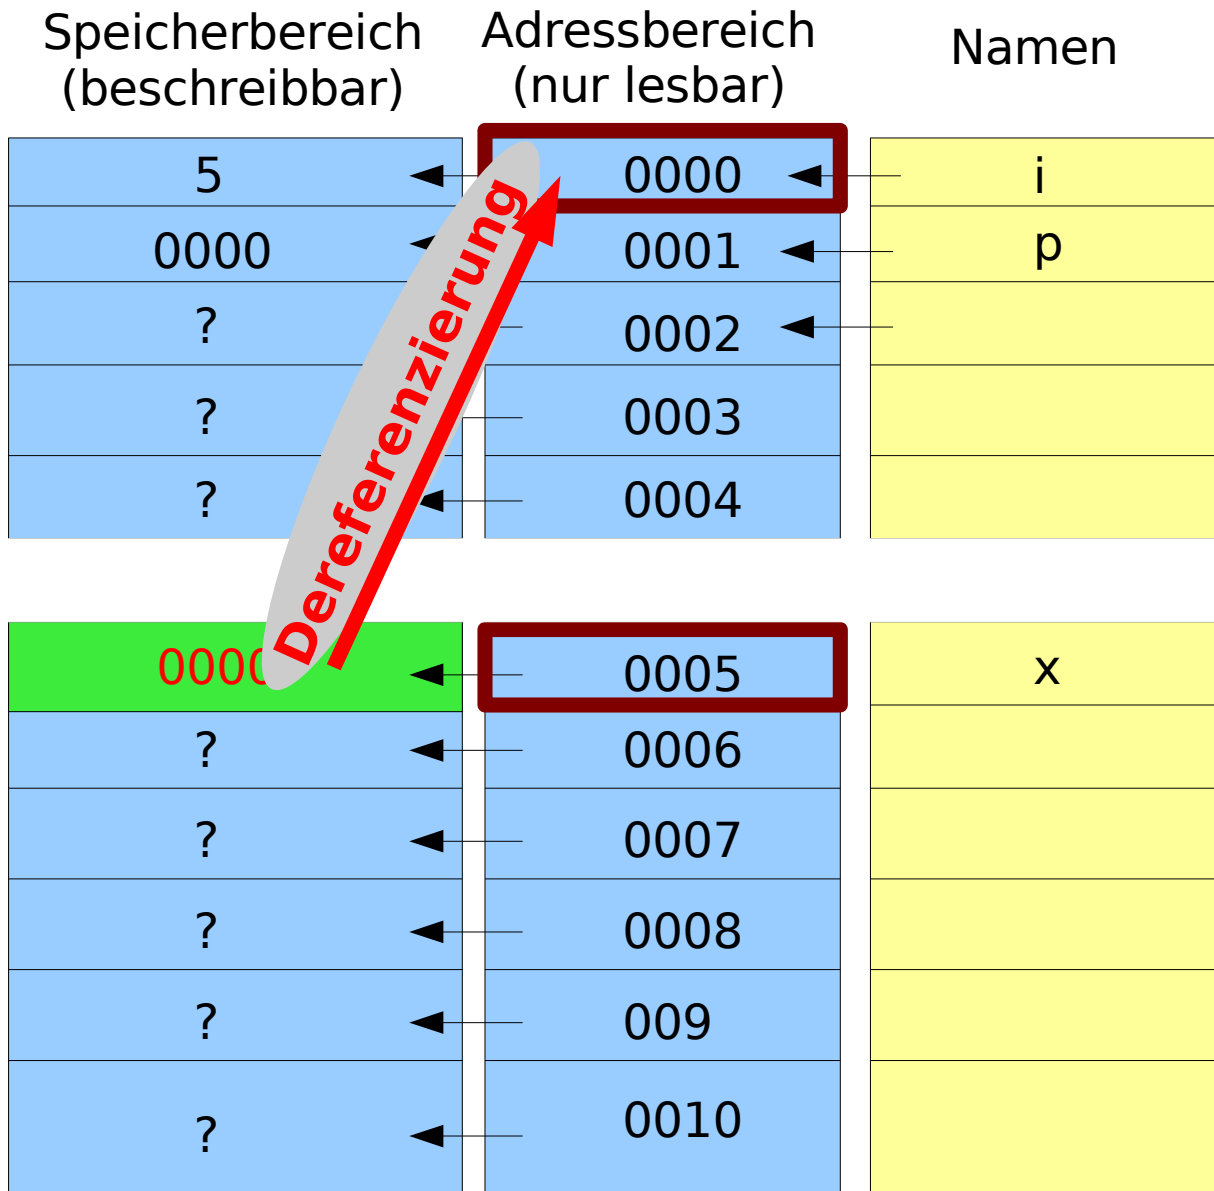 Speicherbereich
(beschreibbar)
Adressbereich
(nur lesbar)
Namen
5
0000
i
0000
0001
p
?
0002
?
0003
?
0004
Dereferenzierung
0000
0005
x
?
0006
?
0007
?
0008
?
009
?
0010